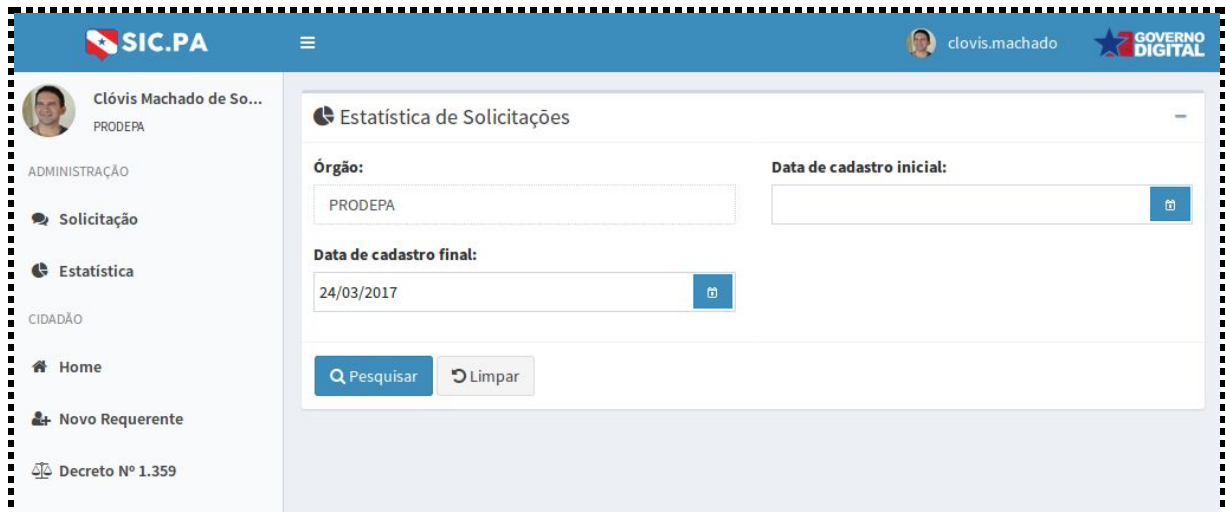 SIC.PA
clovis.machado
GOVERNO
DIGITAL
Clóvis Machado de So...
PRODEPA
ADMINISTRAÇÃO
Solicitação
Estatística
CIDADÃO
Home
Novo Requerente
Decreto Nº 1.359
Estatística de Solicitações
Órgão:
PRODEPA
Data de cadastro inicial:
Data de cadastro final:
24/03/2017
Pesquisar
Limpar